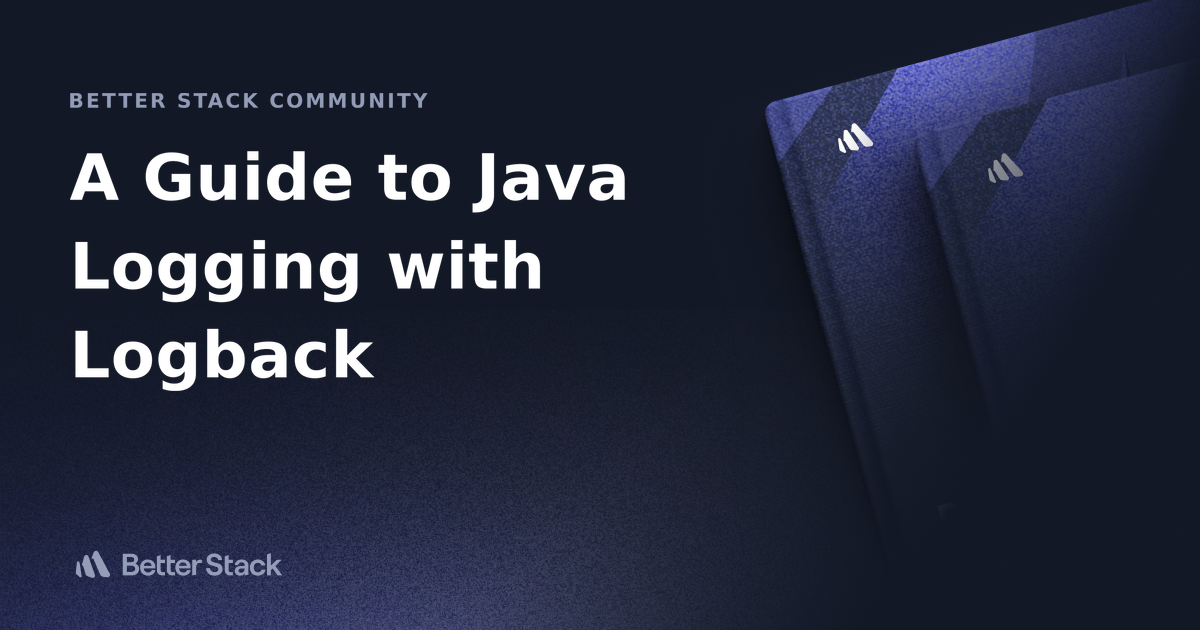 BETTER STACK COMMUNITY
A Guide to Java
Logging with
Logback
Better Stack